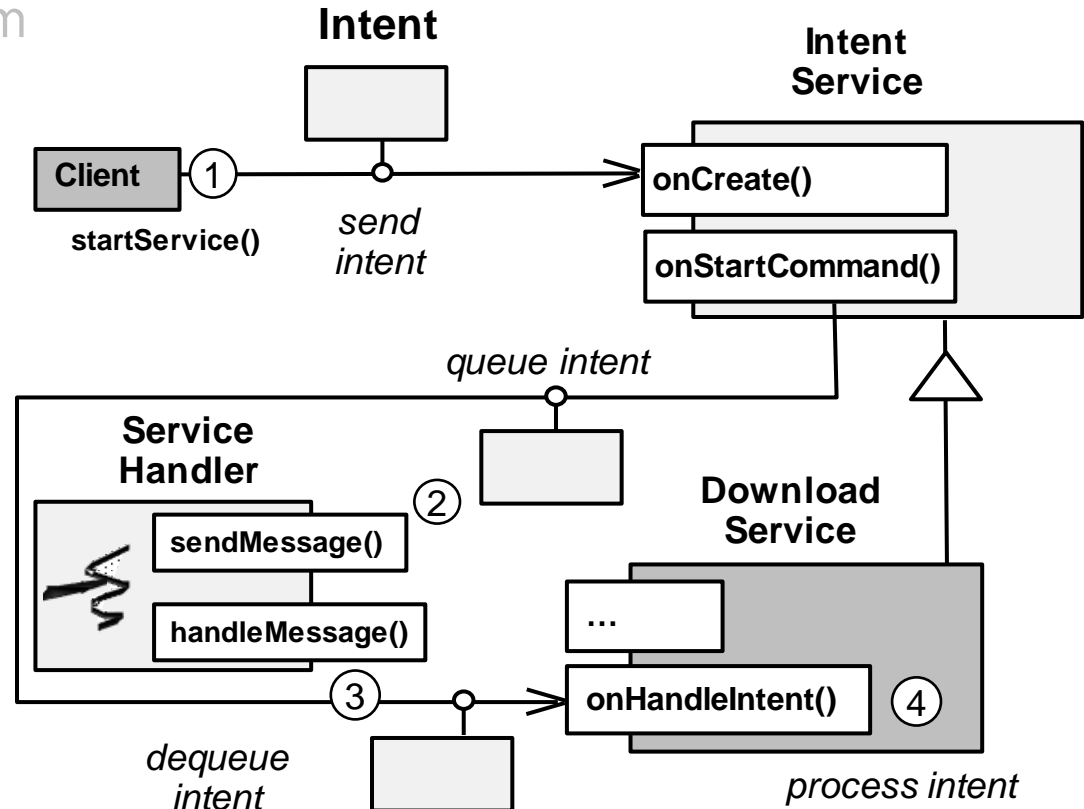 m
Intent
Intent
Service
Client
1
onCreate()
startService()
send
intent
onStartCommand()
queue intent
Service
Handler
2
sendMessage()
handleMessage()
Download
Service
…
3
onHandleIntent()
4
dequeue
intent
process intent